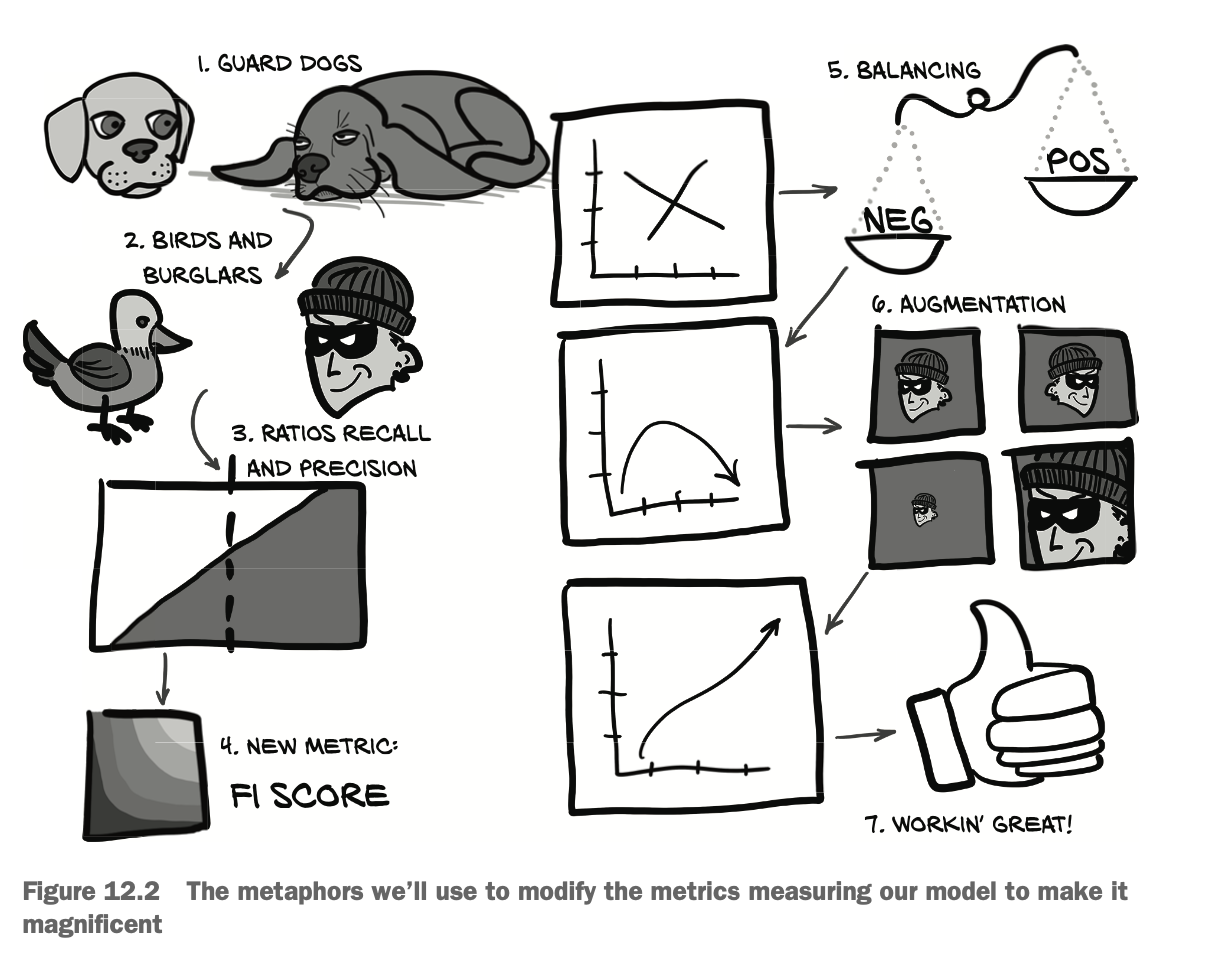 1. GUARD DOGS
2. BIRDS AND
BURGLARS
3. RATIOS RECALL
AND PRECISION
4. NEW METRIC:
F1 SCORE
5. BALANCING
NEG
POS
6. AUGMENTATION
7. WORKIN' GREAT!
Figure 12.2 The metaphors we'll use to modify the metrics measuring our model to make it
magnificent